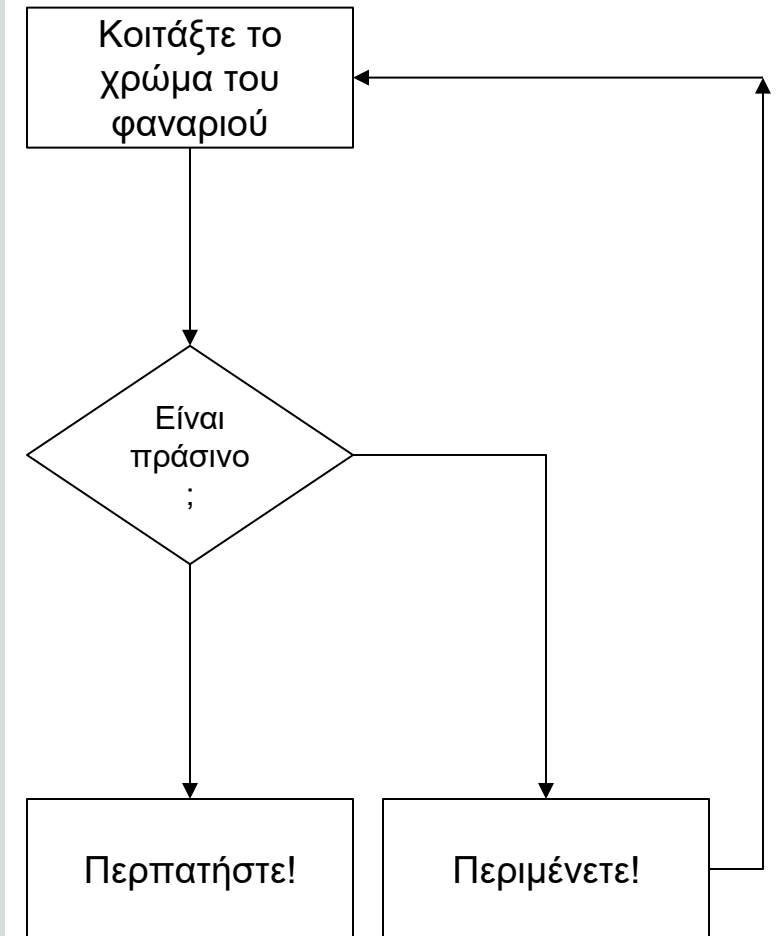 Κοιτάξτε το
χρώμα του
φαναριού
Είναι
πράσινο
;
Περπατήστε!
Περιμένετε!